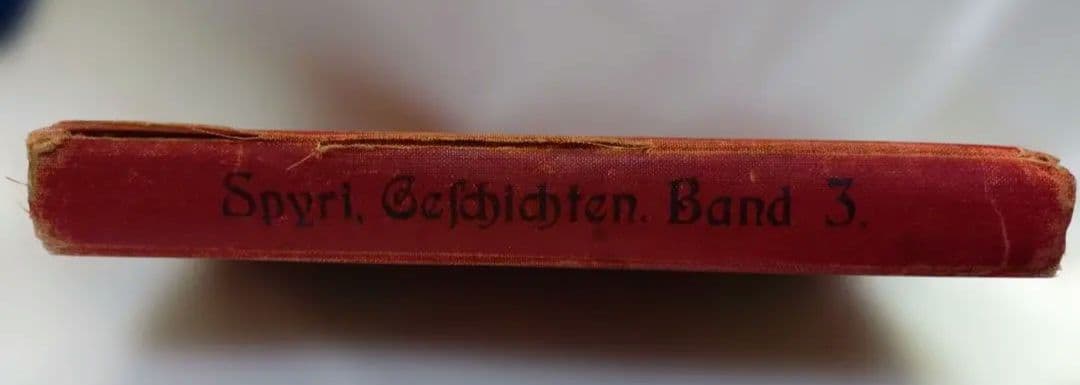 Spyri, Geschichten. Band 3.